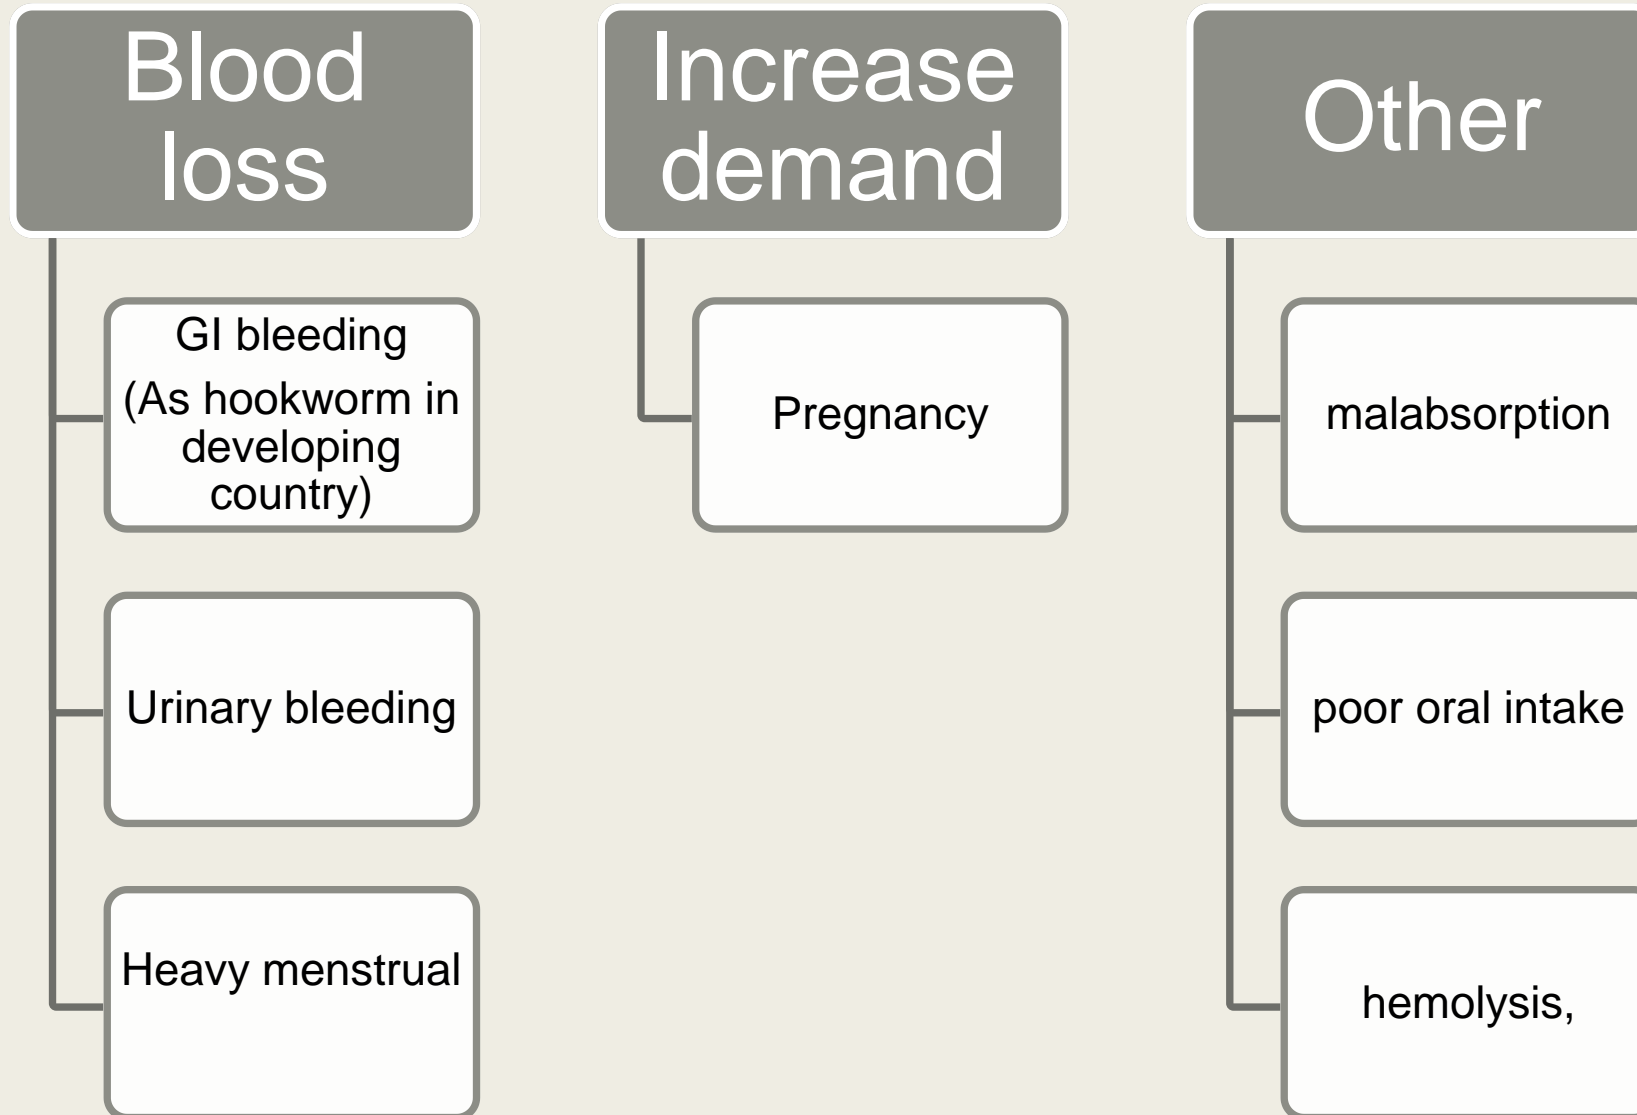 Blood
loss
GI bleeding
(As hookworm in
developing
country)
Urinary bleeding
Heavy menstrual
Increase
demand
Pregnancy
Other
malabsorption
poor oral intake
hemolysis,